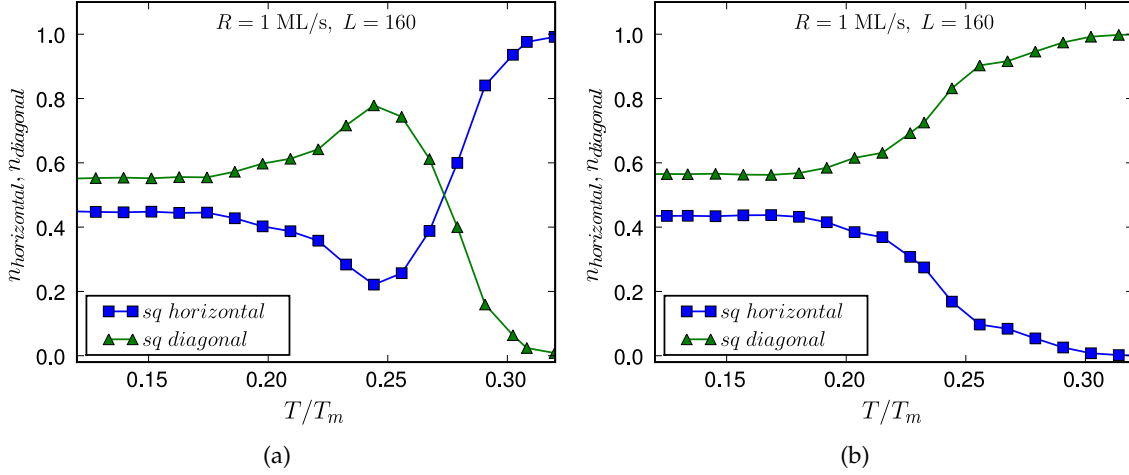 R = 1 ML/s, L = 160
n_horizontal, n_diagonal
1.0
0.8
0.6
0.4
0.2
0.0
sq horizontal
sq diagonal
0.15 0.20 0.25 0.30
T/T_m
(a)
R = 1 ML/s, L = 160
n_horizontal, n_diagonal
1.0
0.8
0.6
0.4
0.2
0.0
sq horizontal
sq diagonal
0.15 0.20 0.25 0.30
T/T_m
(b)